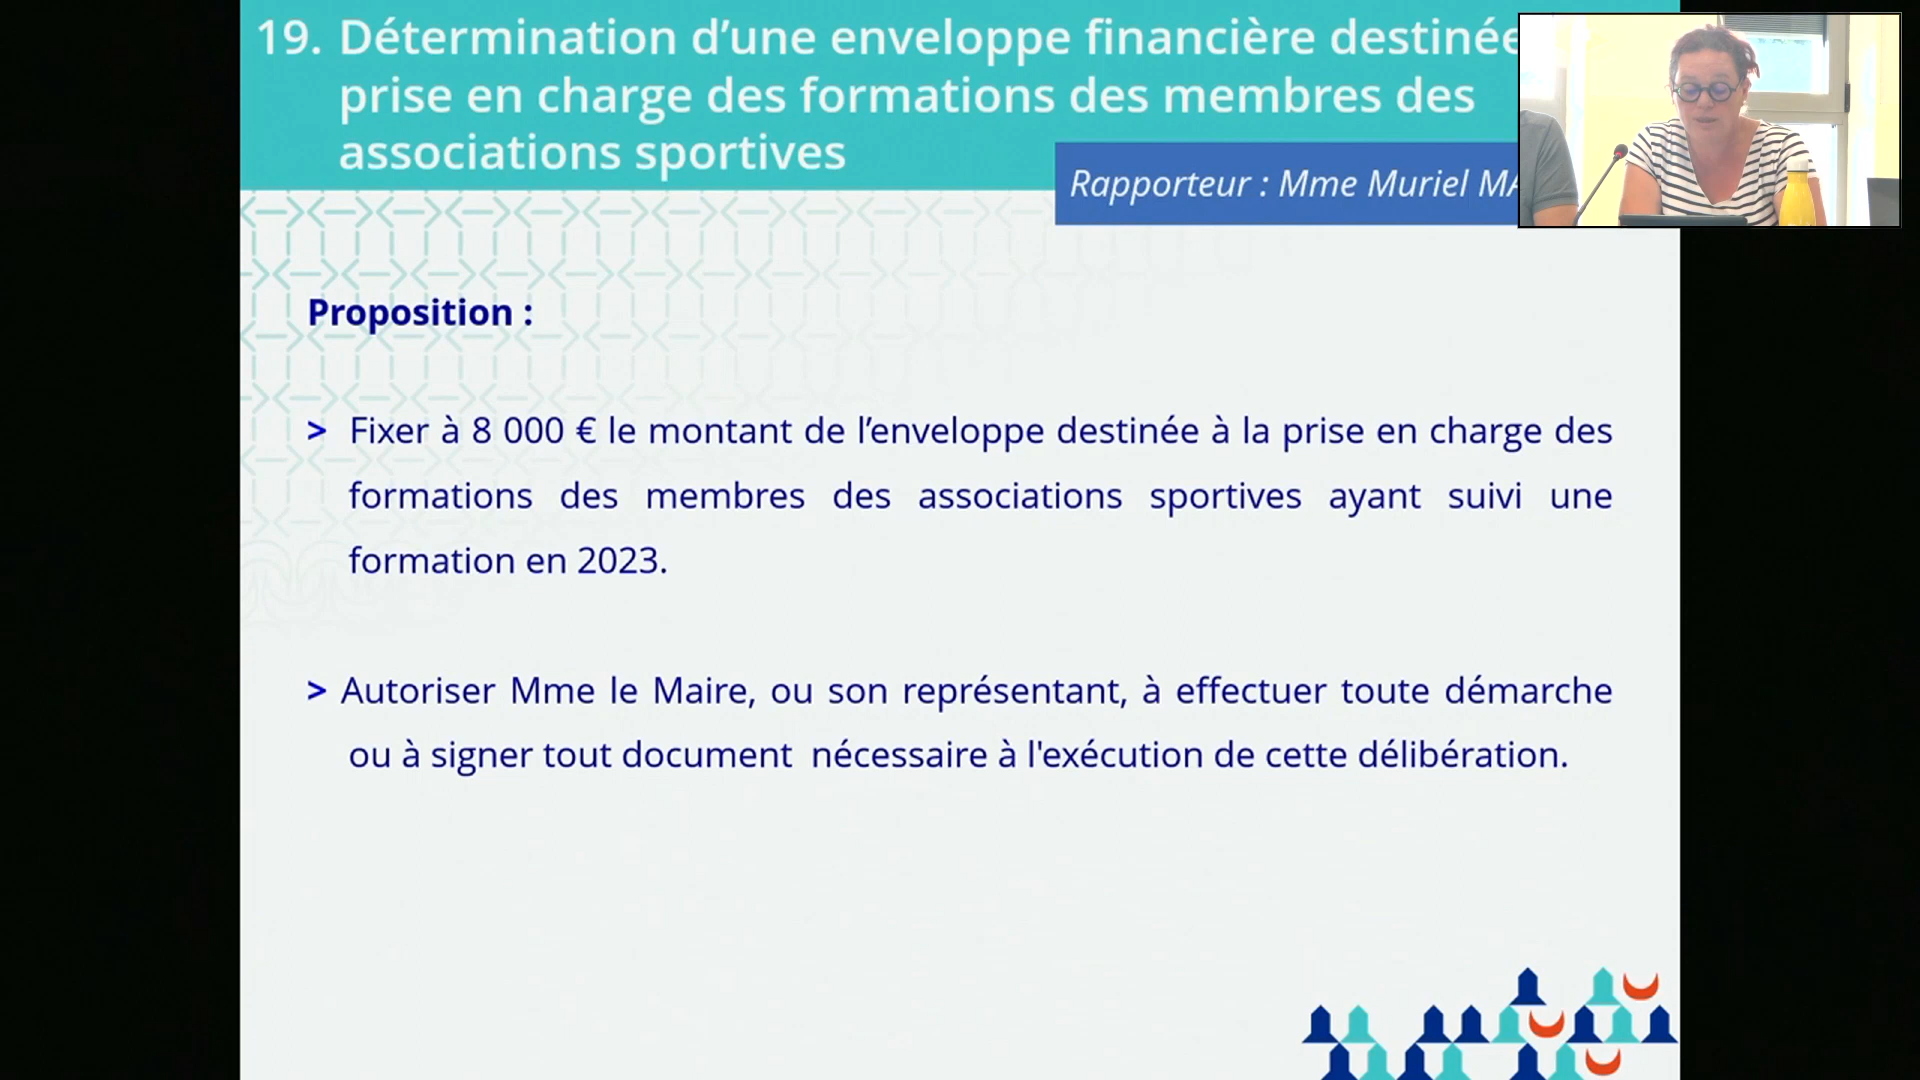 19. Détermination d’une enveloppe financière destinée
prise en charge des formations des membres des
associations sportives
Rapporteur : Mme Muriel
Proposition :
> Fixer à 8 000 € le montant de l’enveloppe destinée à la prise en charge des
formations des membres des associations sportives ayant suivi une
formation en 2023.
> Autoriser Mme le Maire, ou son représentant, à effectuer toute démarche
ou à signer tout document nécessaire à l'exécution de cette délibération.